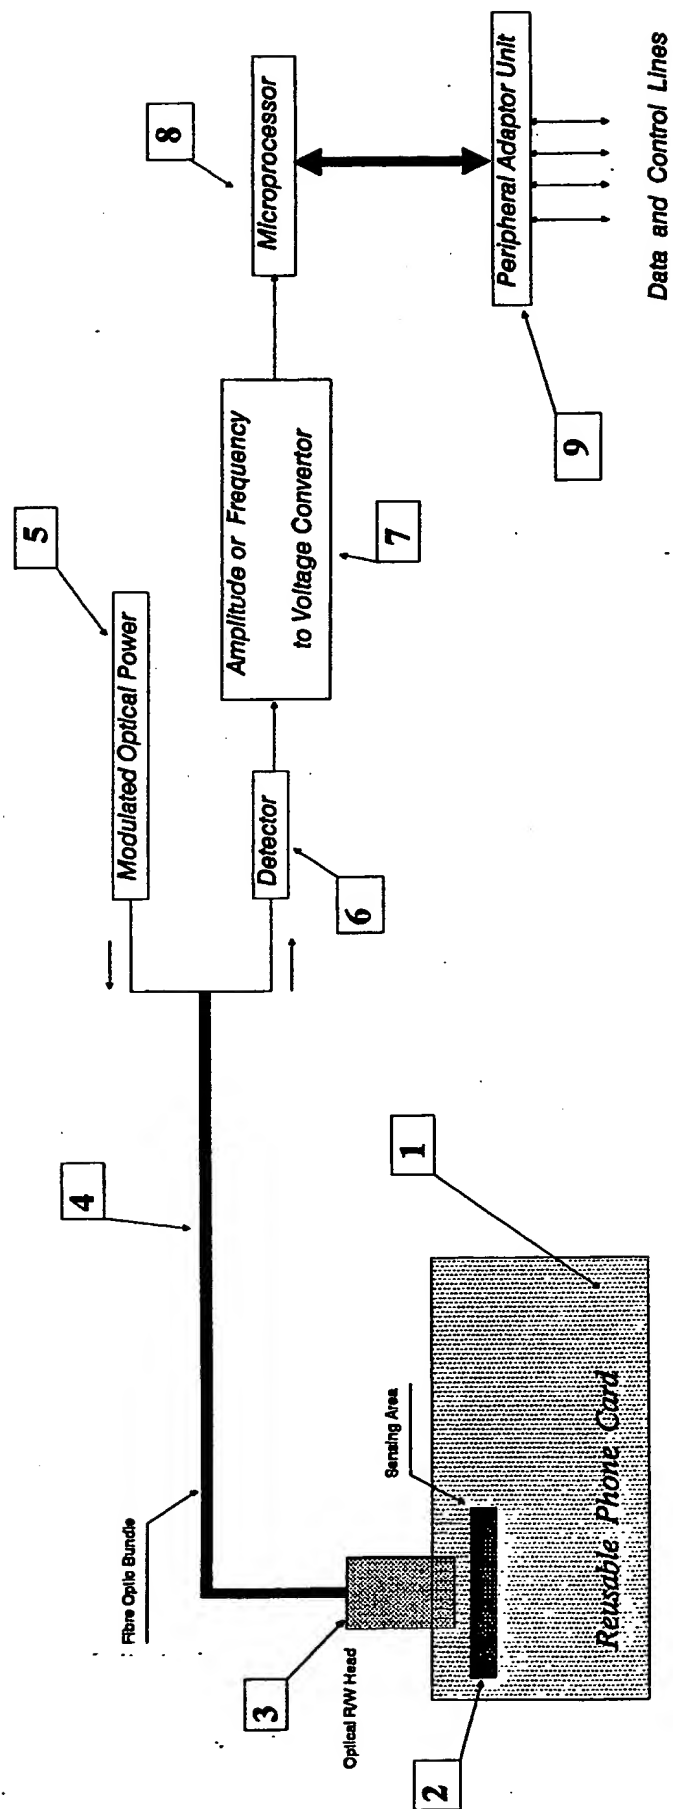 8
Microprocessor
Peripheral Adaptor Unit
Data and Control Lines
9
5
Modulated Optical Power
Amplitude or Frequency
to Voltage Convertor
7
Detector
6
4
Fibre Optic Bundle
3
Optical R/W Head
Sensing Area
1
2
Reusable Phone Card